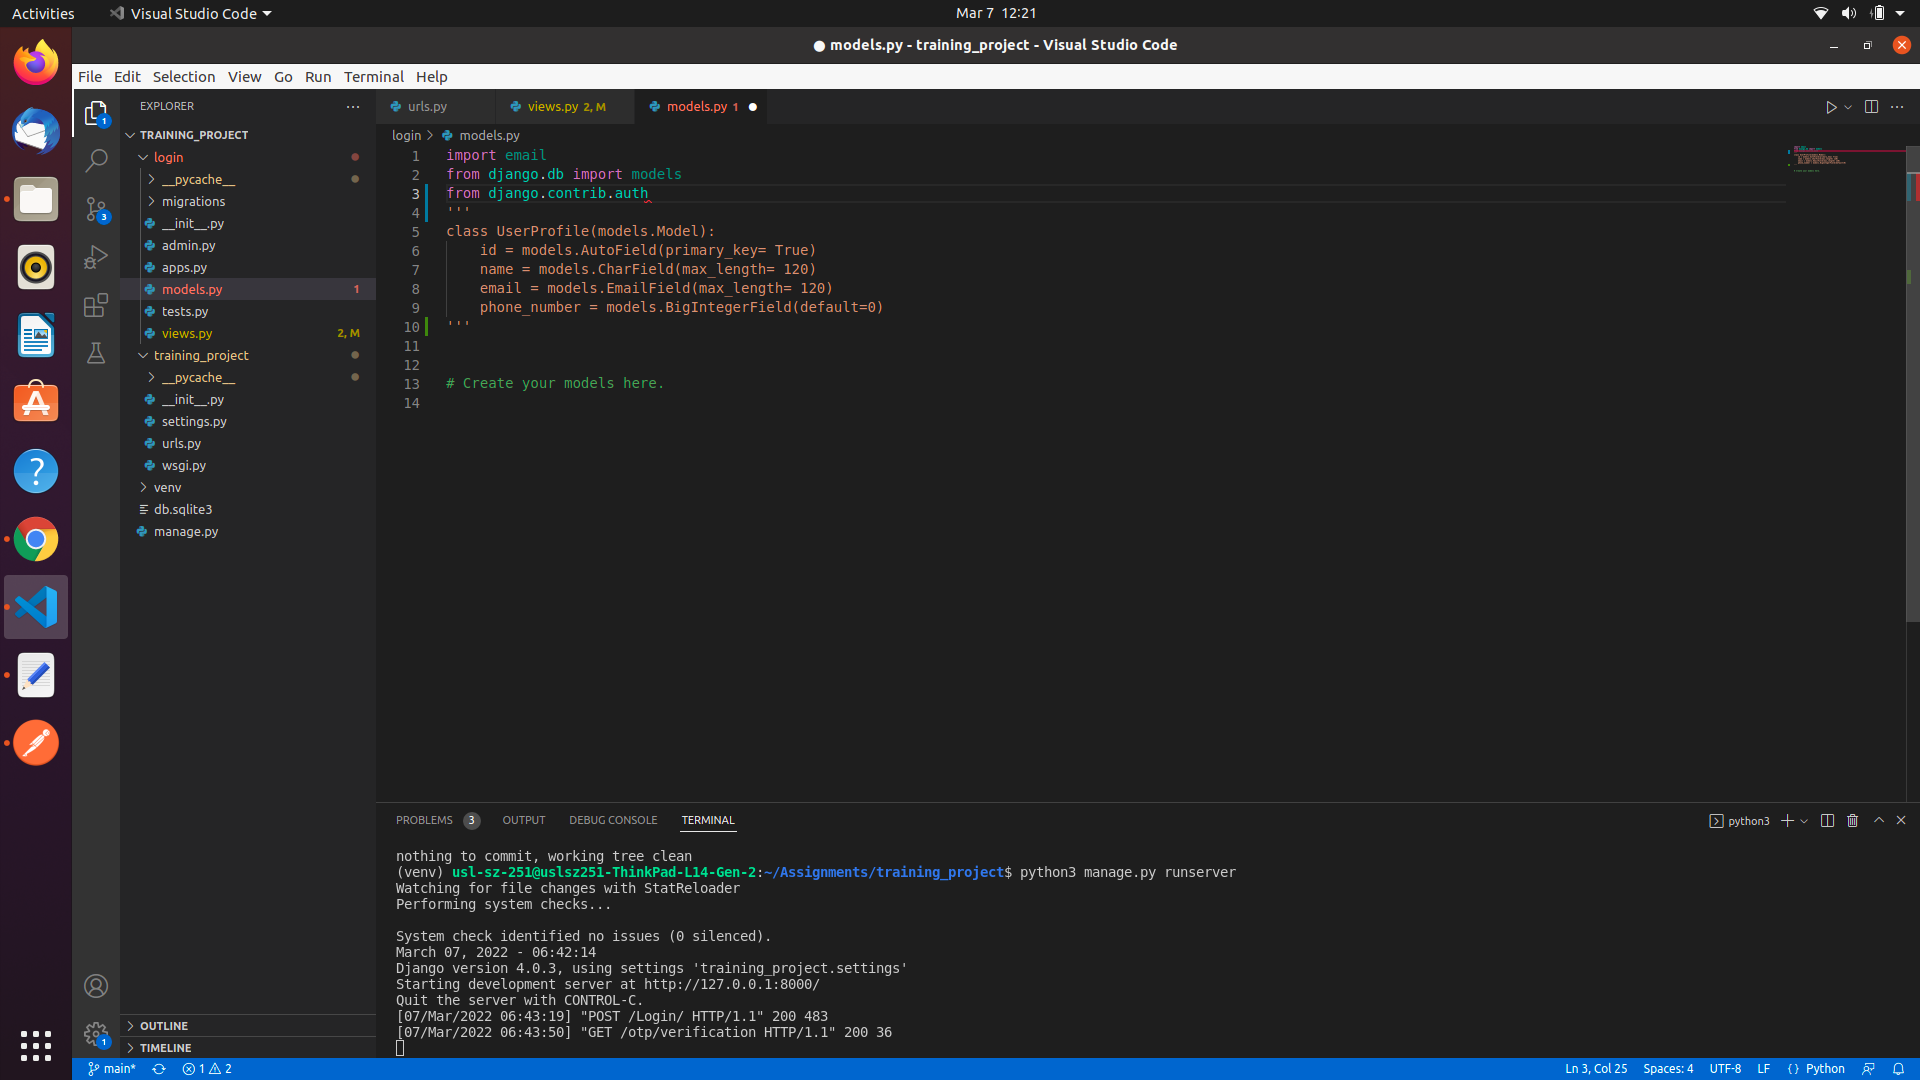 Activities
Visual Studio Code
Mar 7 12:21
models.py - training_project - Visual Studio Code
File Edit Selection View Go Run Terminal Help
EXPLORER
TRAINING_PROJECT
login
__pycache__
migrations
__init__.py
admin.py
apps.py
models.py 1
tests.py
views.py 2, M
training_project
__pycache__
__init__.py
settings.py
urls.py
wsgi.py
venv
db.sqlite3
manage.py
OUTLINE
TIMELINE
1
3
1
urls.py
views.py 2, M
models.py 1
login > models.py
1 import email
2 from django.db import models
3 from django.contrib.auth
4 '''
5 class UserProfile(models.Model):
6 id = models.AutoField(primary_key= True)
7 name = models.CharField(max_length= 120)
8 email = models.EmailField(max_length= 120)
9 phone_number = models.BigIntegerField(default=0)
10 '''
11
12
13 # Create your models here.
14
PROBLEMS 3 OUTPUT DEBUG CONSOLE TERMINAL
python3
nothing to commit, working tree clean
(venv) usl-sz-251@uslsz251-ThinkPad-L14-Gen-2:~/Assignments/training_project$ python3 manage.py runserver
Watching for file changes with StatReloader
Performing system checks...
System check identified no issues (0 silenced).
March 07, 2022 - 06:42:14
Django version 4.0.3, using settings 'training_project.settings'
Starting development server at http://127.0.0.1:8000/
Quit the server with CONTROL-C.
[07/Mar/2022 06:43:19] "POST /Login/ HTTP/1.1" 200 483
[07/Mar/2022 06:43:50] "GET /otp/verification HTTP/1.1" 200 36
main* 1 2
Ln 3, Col 25 Spaces: 4 UTF-8 LF {} Python